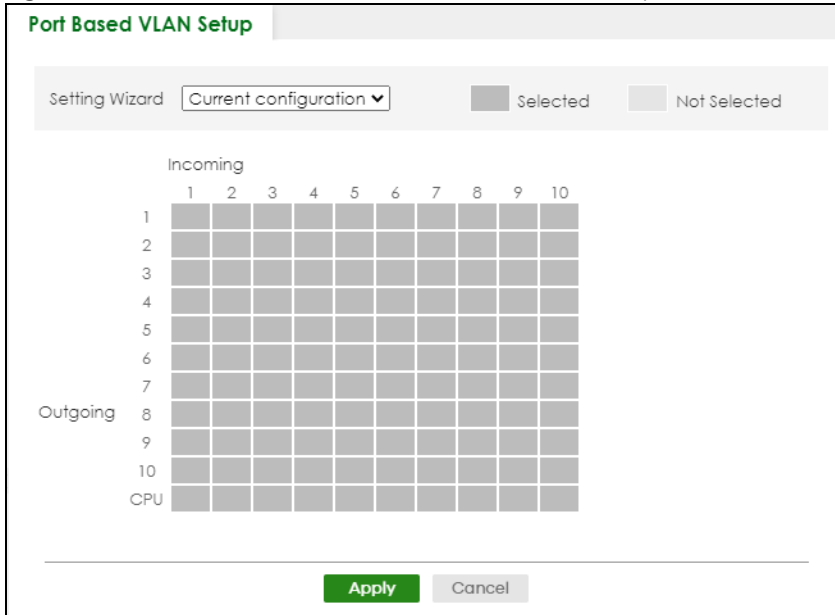 Port Based VLAN Setup
Setting Wizard Current configuration Selected Not Selected
Incoming
1 2 3 4 5 6 7 8 9 10
1
2
3
4
5
6
7
Outgoing 8
9
10
CPU
Apply Cancel